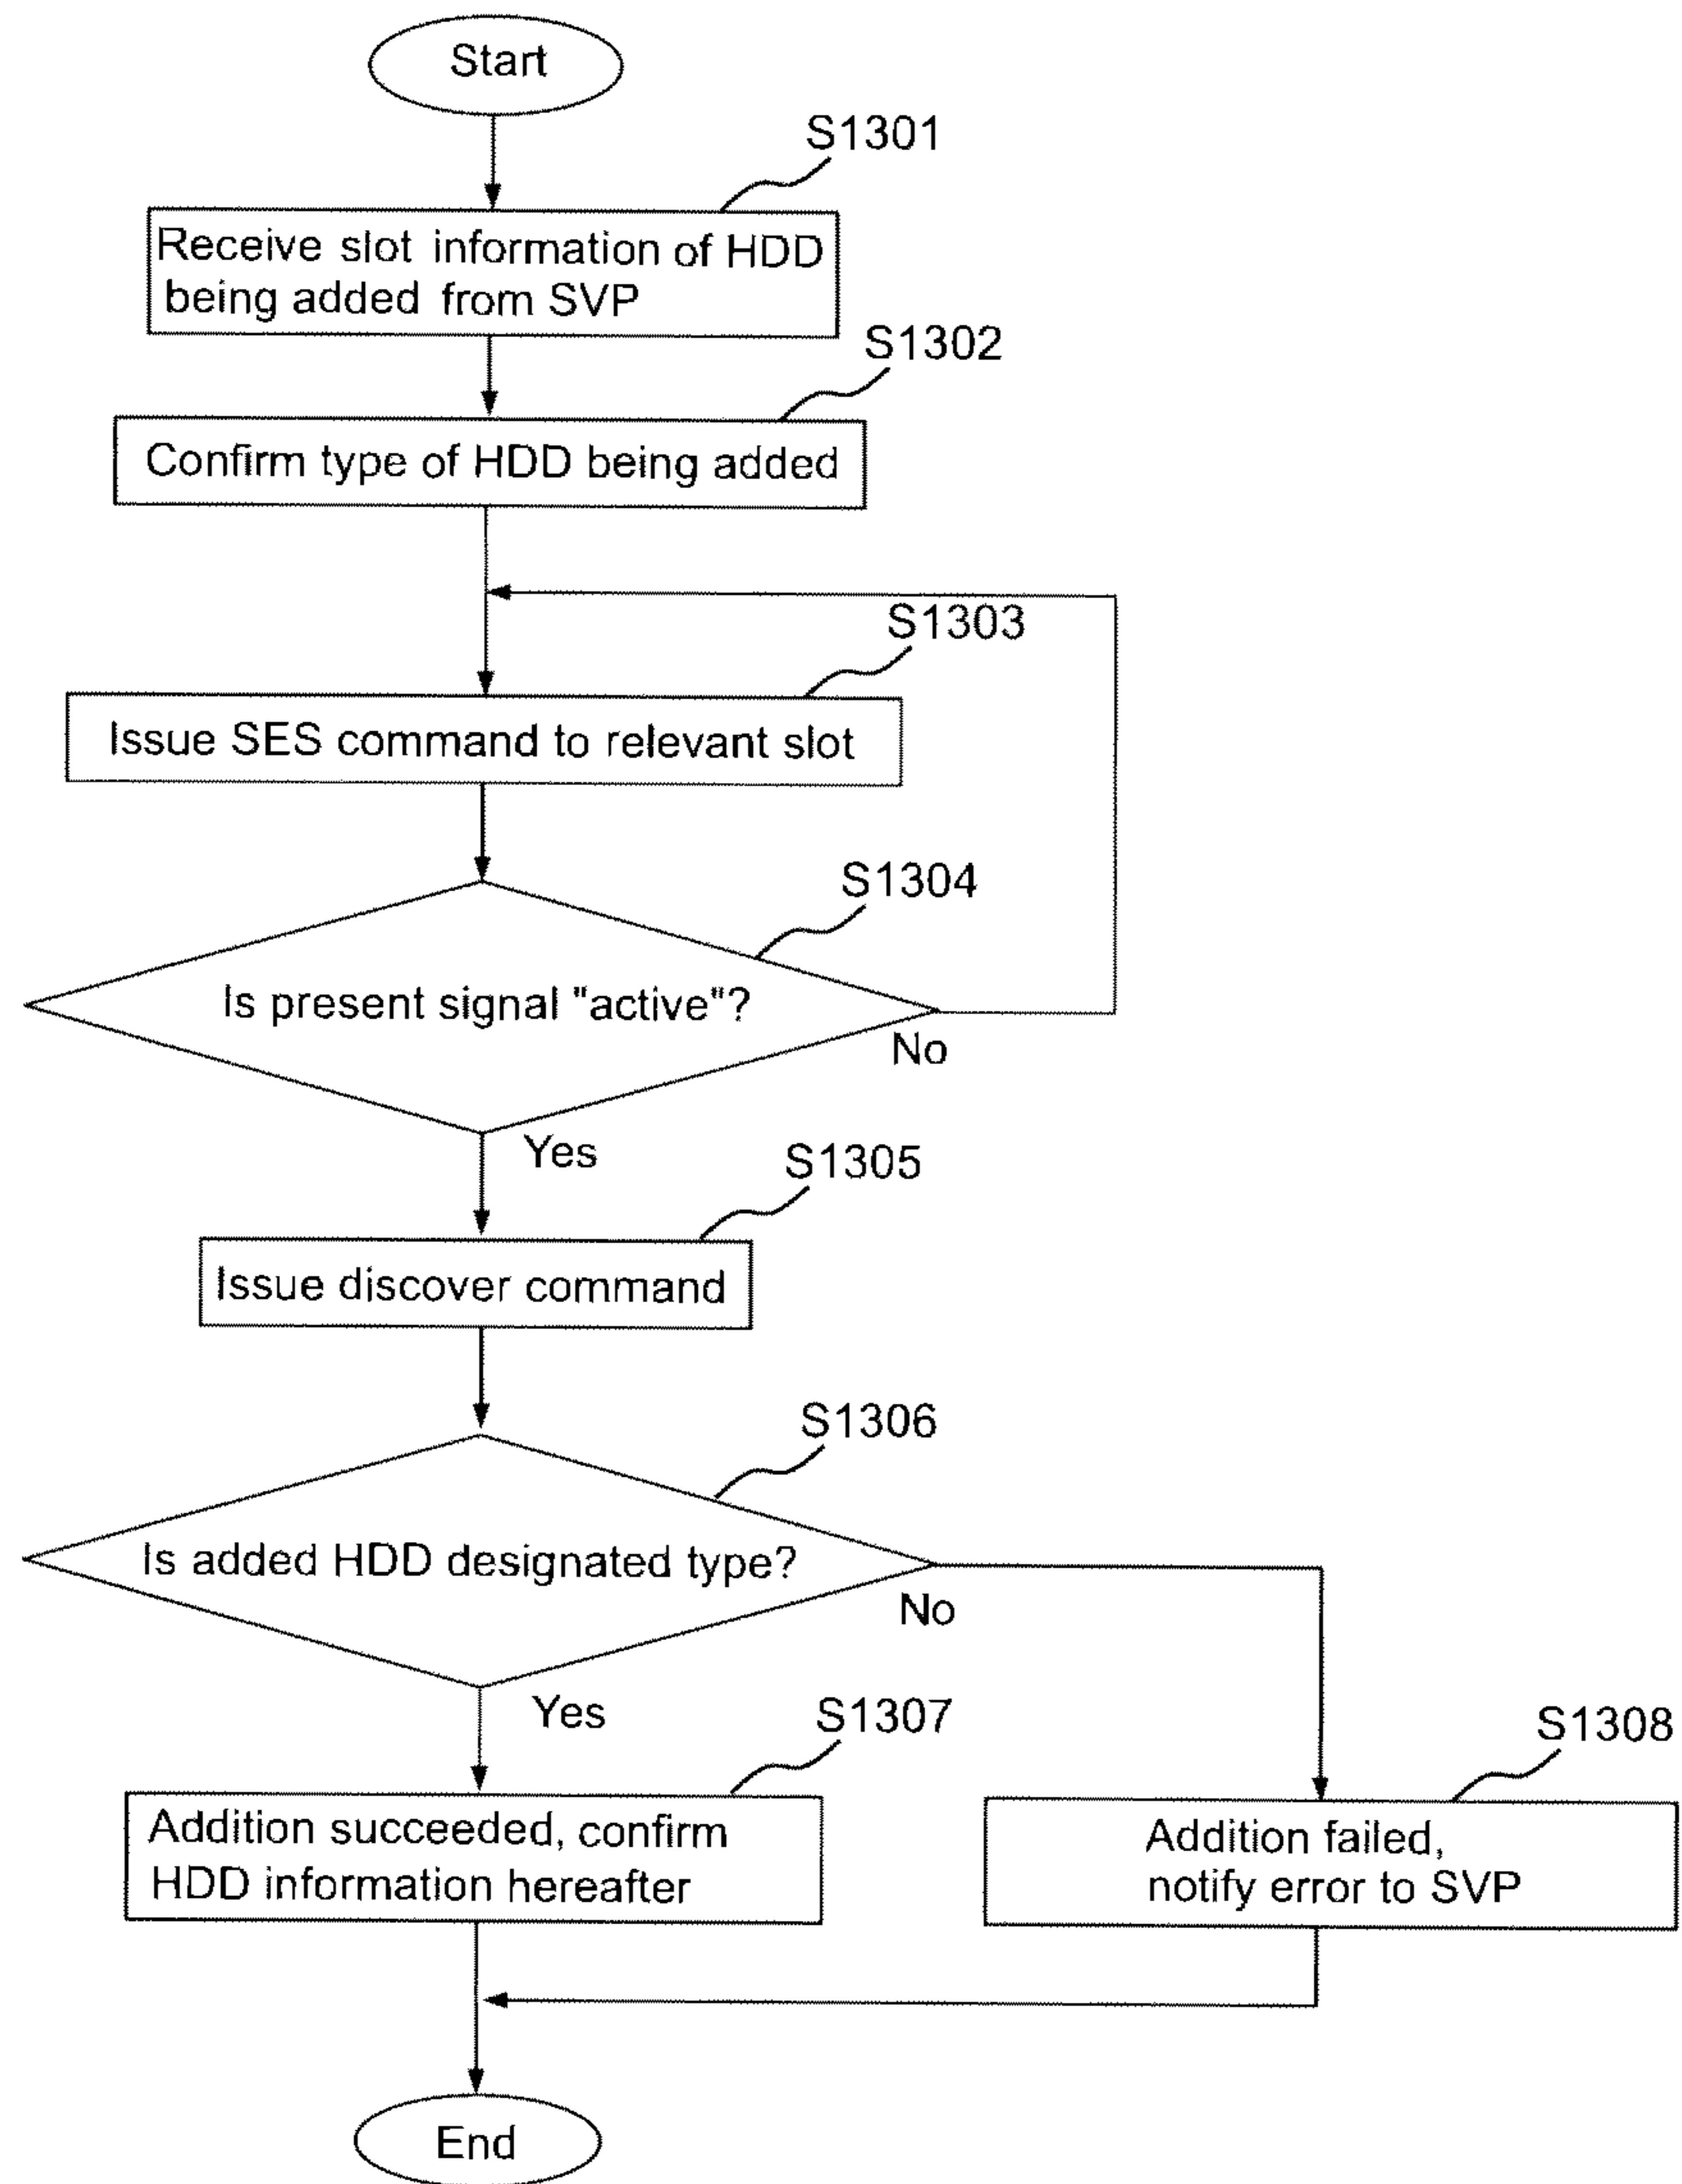 Start
S1301
Receive slot information of HDD
being added from SVP
S1302
Confirm type of HDD being added
S1303
Issue SES command to relevant slot
S1304
Is present signal "active"?
No
Yes
S1305
Issue discover command
S1306
Is added HDD designated type?
No
Yes
S1307
S1308
Addition succeeded, confirm
HDD information hereafter
Addition failed,
notify error to SVP
End